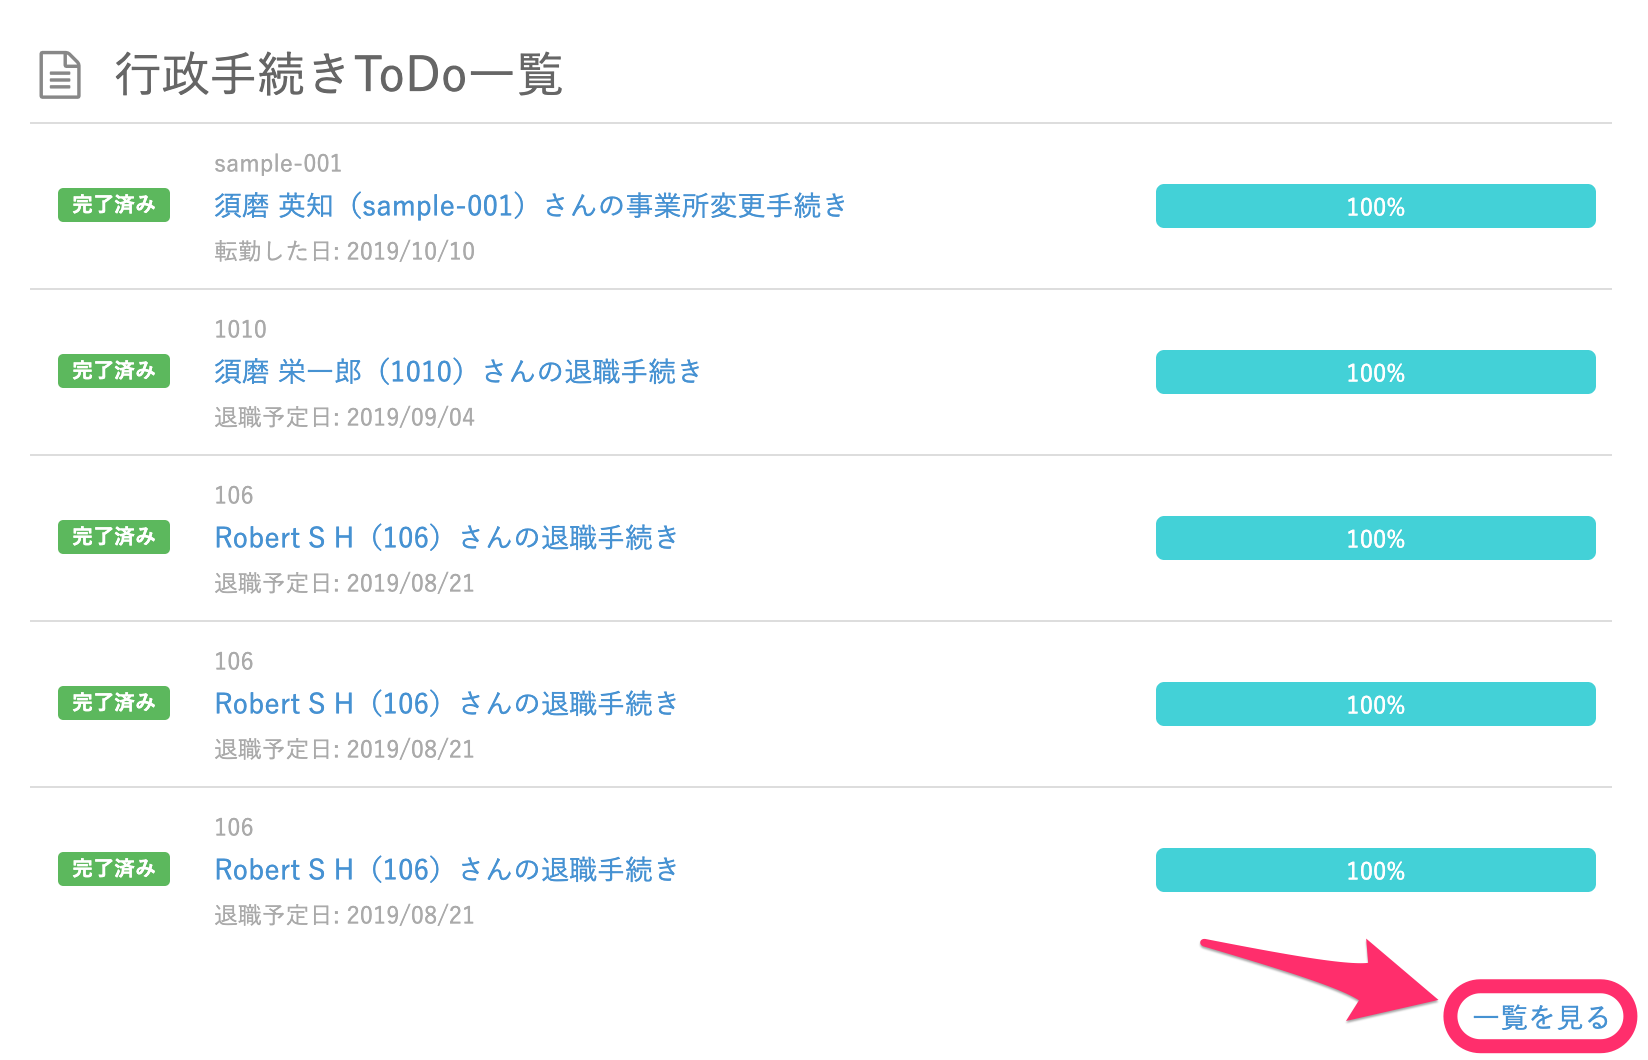 行政手続きToDo一覧
sample-001
完了済み
須磨 英知（sample-001）さんの事業所変更手続き
100%
転勤した日: 2019/10/10
1010
完了済み
須磨 栄一郎（1010）さんの退職手続き
100%
退職予定日: 2019/09/04
106
完了済み
Robert S H（106）さんの退職手続き
100%
退職予定日: 2019/08/21
106
完了済み
Robert S H（106）さんの退職手続き
100%
退職予定日: 2019/08/21
106
完了済み
Robert S H（106）さんの退職手続き
100%
退職予定日: 2019/08/21
一覧を見る